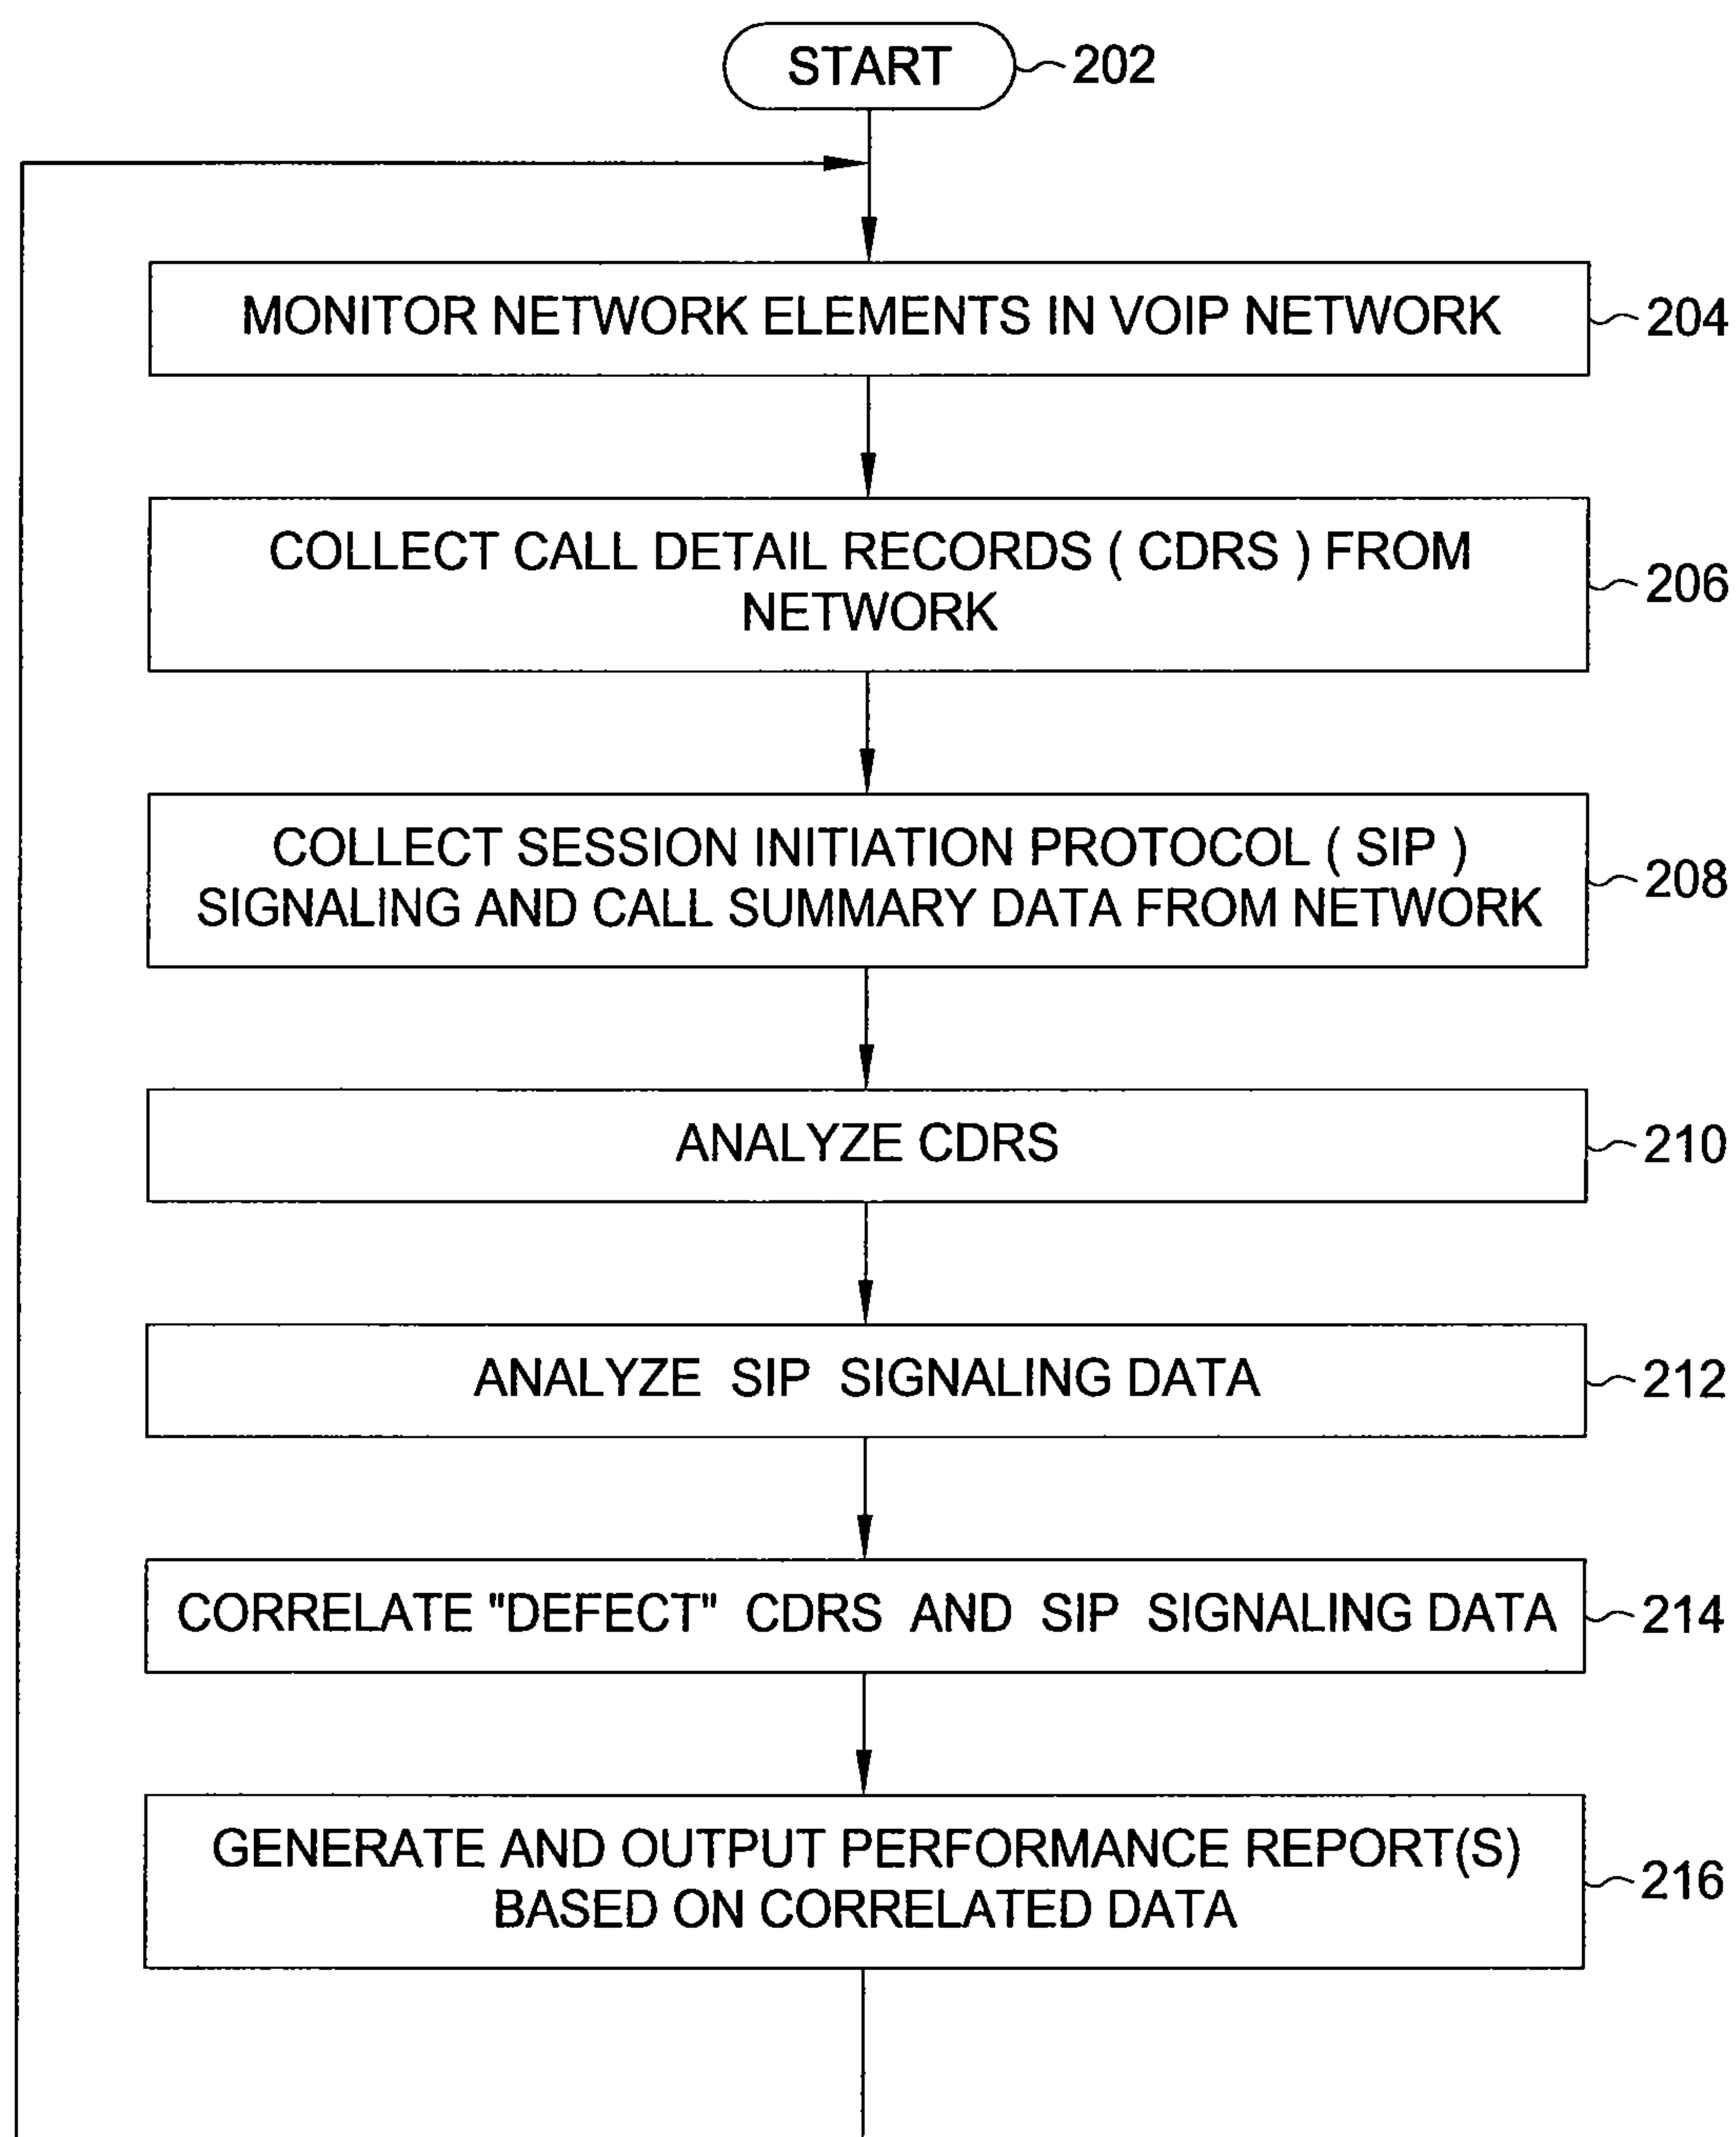 START
202
MONITOR NETWORK ELEMENTS IN VOIP NETWORK
204
COLLECT CALL DETAIL RECORDS ( CDRS ) FROM
NETWORK
206
COLLECT SESSION INITIATION PROTOCOL ( SIP )
SIGNALING AND CALL SUMMARY DATA FROM NETWORK
208
ANALYZE CDRS
210
ANALYZE SIP SIGNALING DATA
212
CORRELATE "DEFECT" CDRS AND SIP SIGNALING DATA
214
GENERATE AND OUTPUT PERFORMANCE REPORT(S)
BASED ON CORRELATED DATA
216